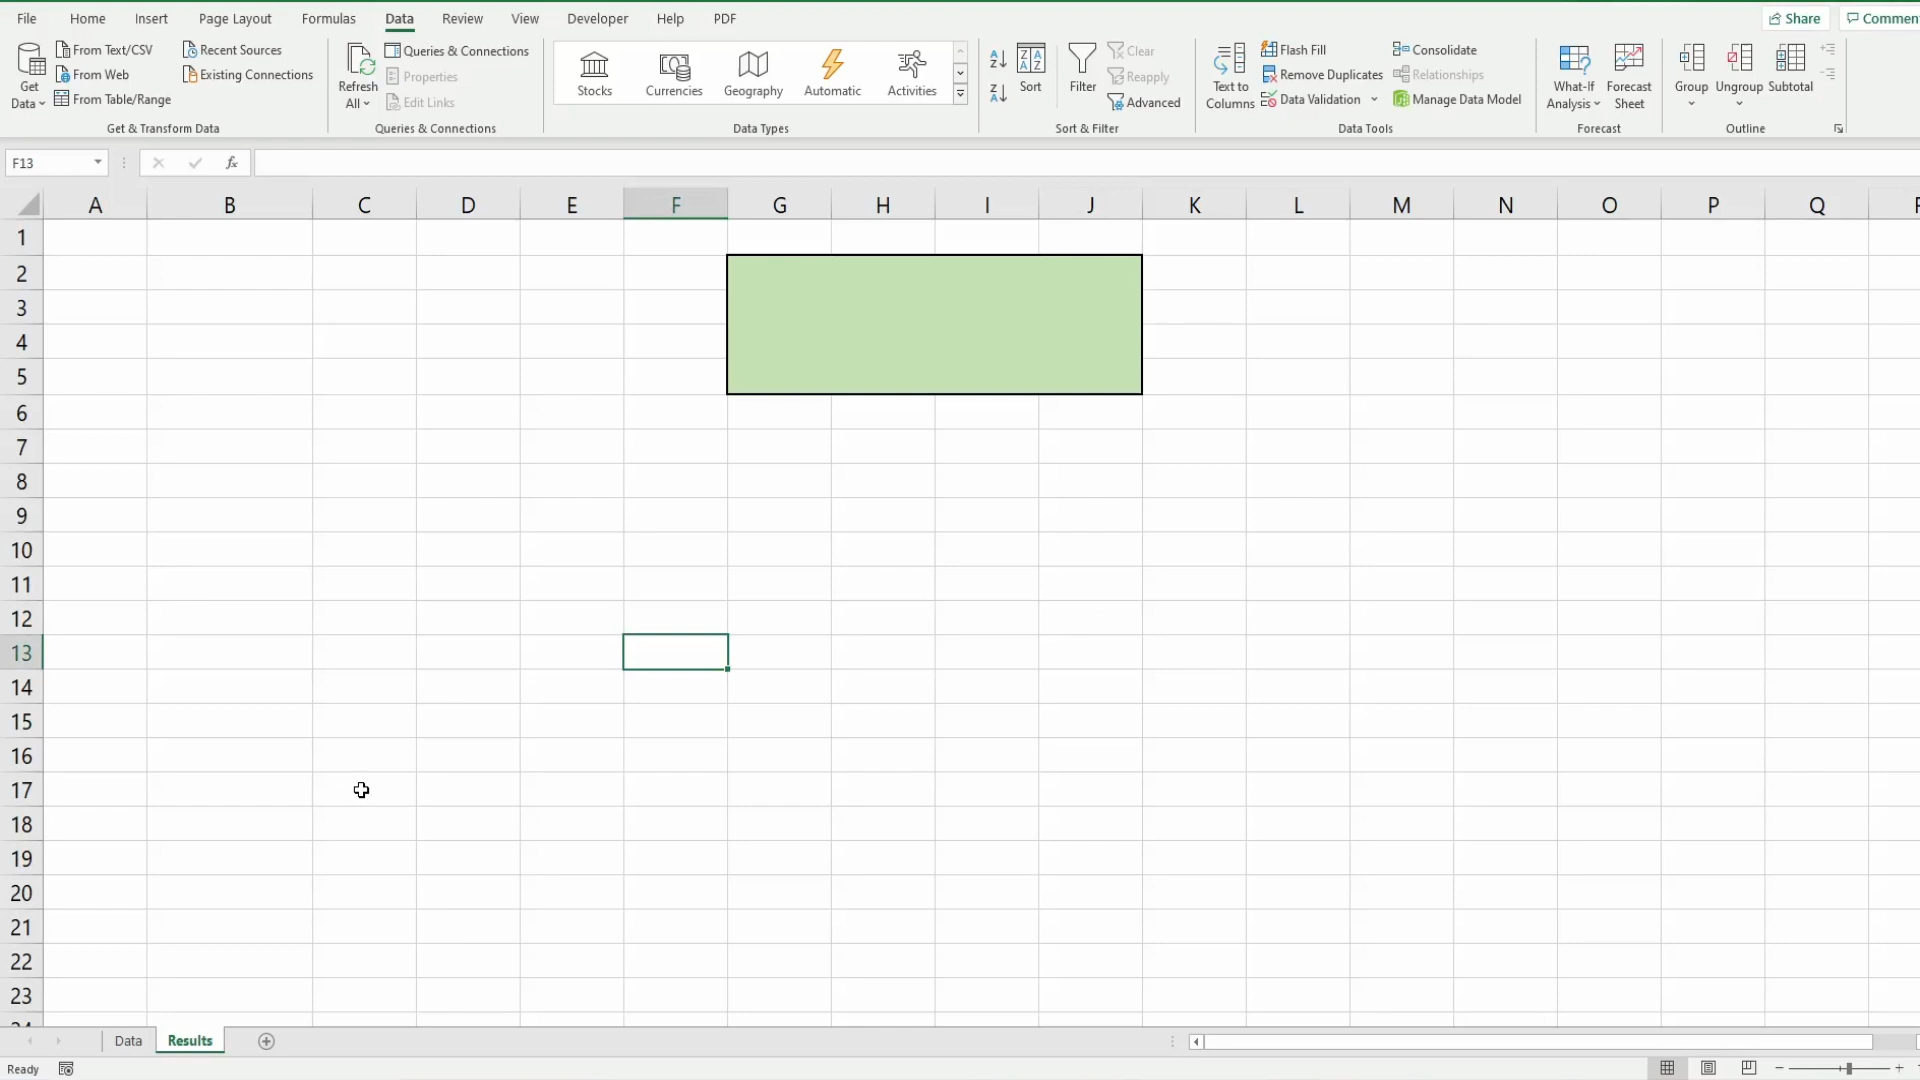 File Home Insert Page Layout Formulas Data Review View Developer Help PDF Share
Get Data
From Text/CSV
From Web
From Table/Range
Recent Sources
Existing Connections
Get & Transform Data
Refresh All
Queries & Connections
Properties
Edit Links
Queries & Connections
Stocks Currencies Geography Automatic Activities
Data Types
Sort
Filter
Clear
Reapply
Advanced
Sort & Filter
Text to Columns
Flash Fill
Remove Duplicates
Data Validation
Consolidate
Relationships
Manage Data Model
Data Tools
What-If Analysis
Forecast Sheet
Forecast
Group Ungroup Subtotal
Outline
F13 fx
A B C D E F G H I J K L M N O P Q
1
2
3
4
5
6
7
8
9
10
11
12
13
14
15
16
17
18
19
20
21
22
23
Data Results
Ready